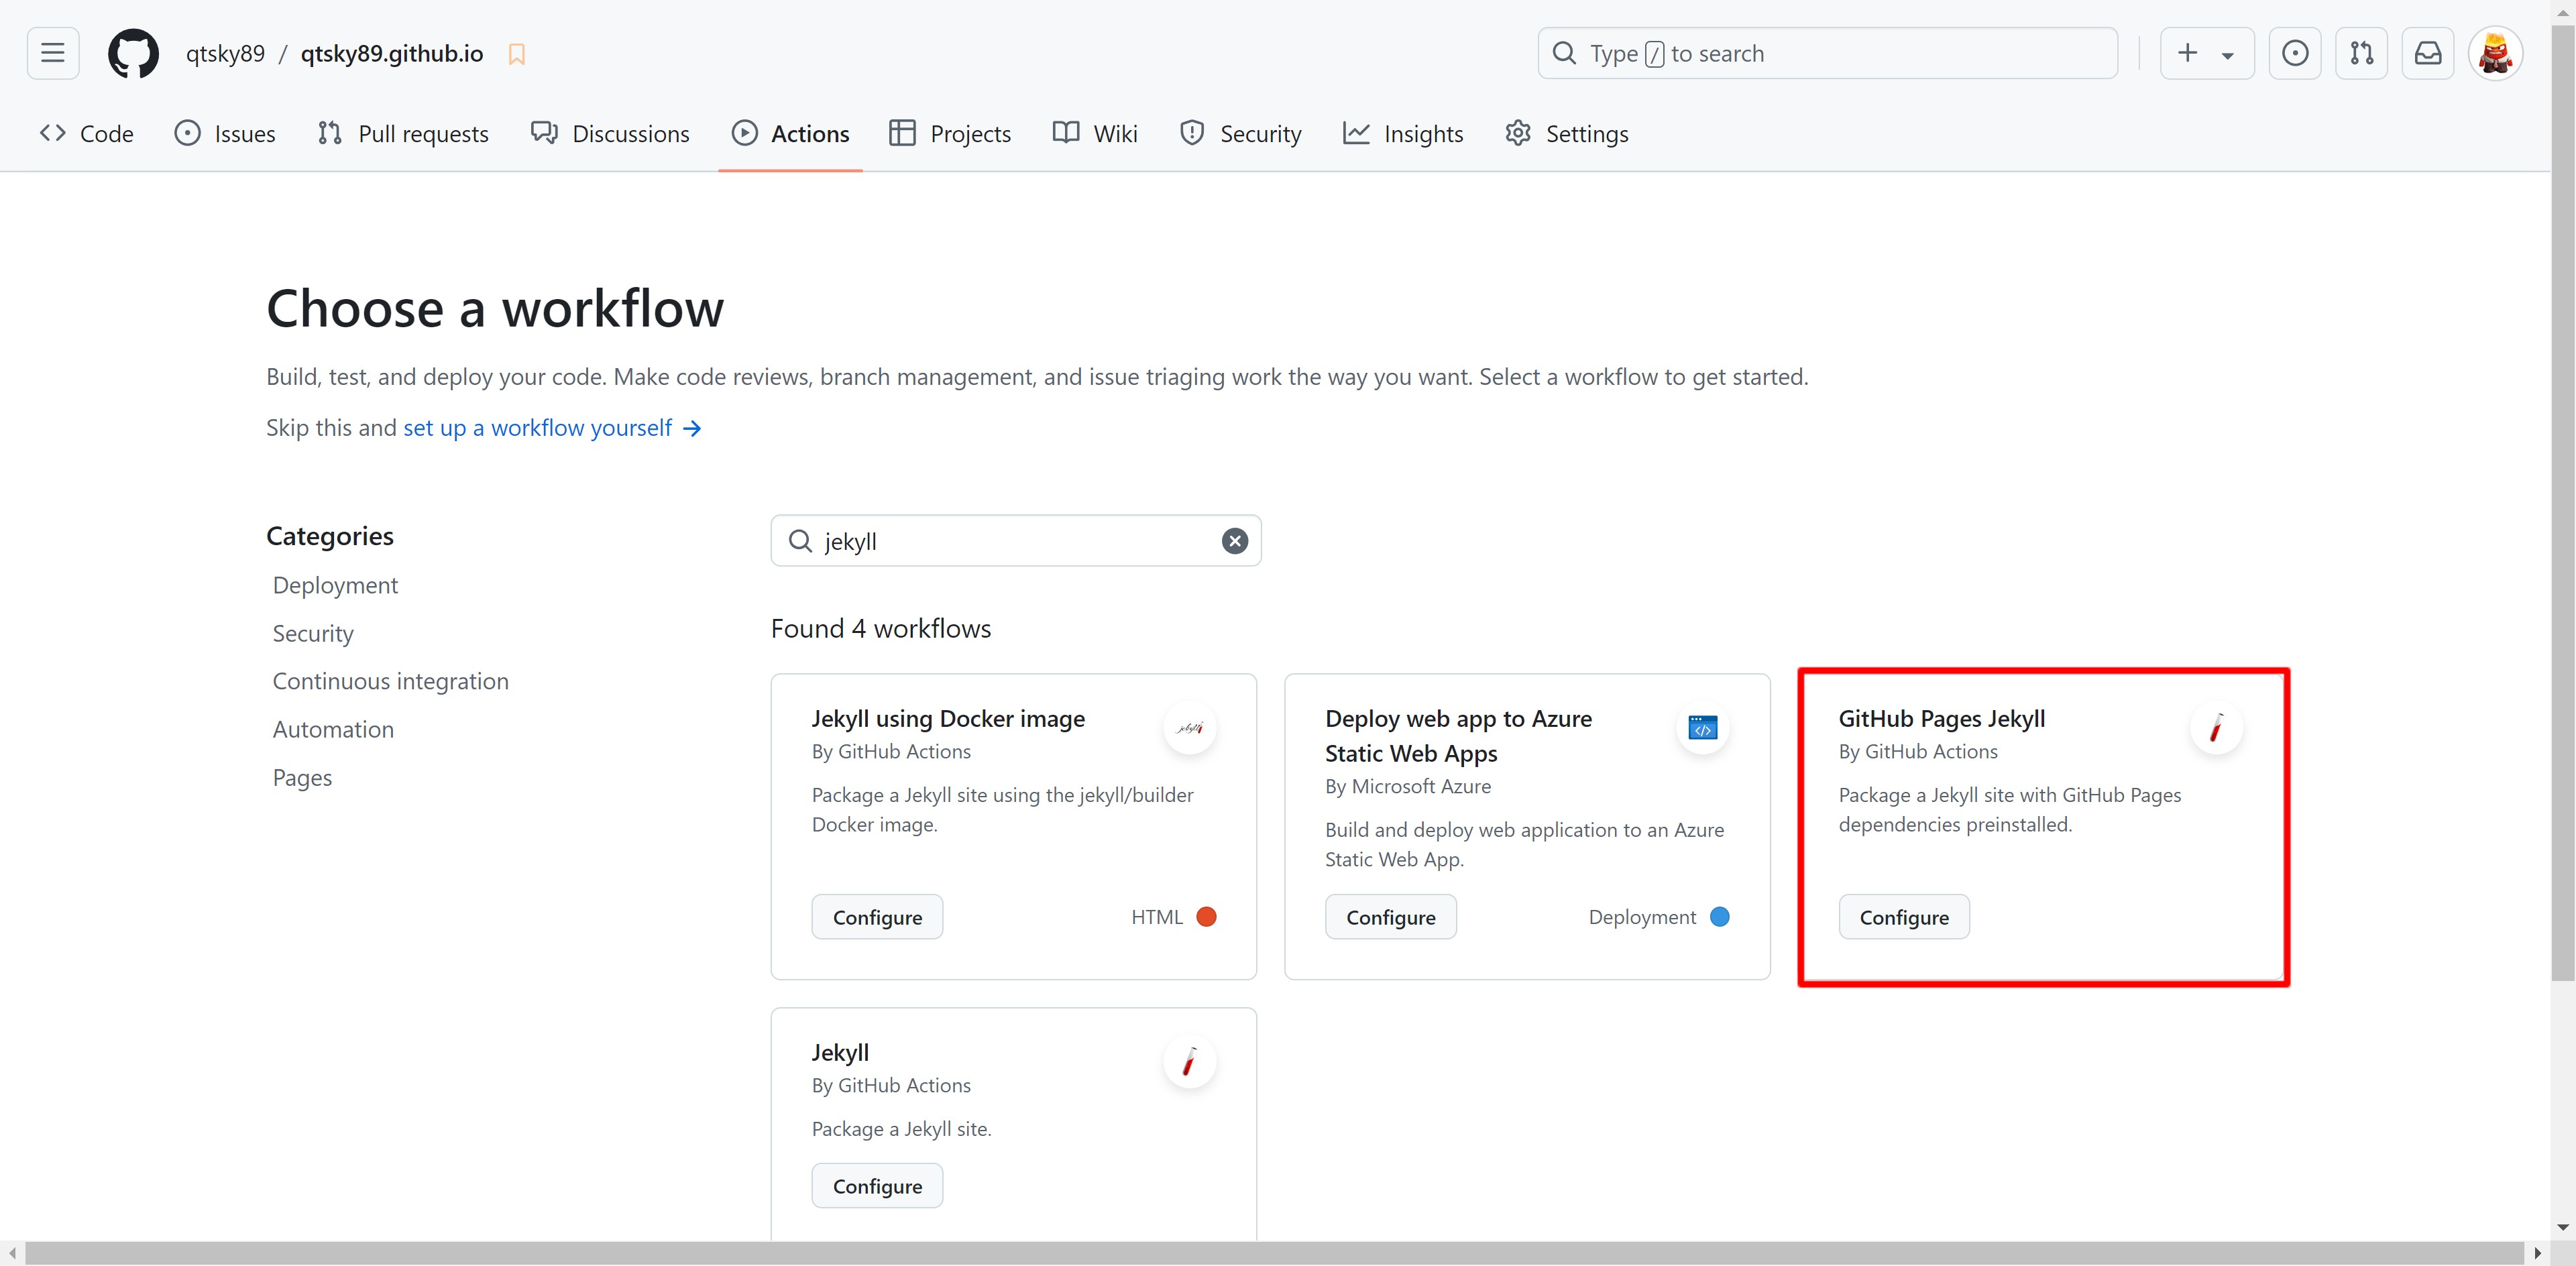 qtsky89 / qtsky89.github.io
Type / to search
Code Issues Pull requests Discussions Actions Projects Wiki Security Insights Settings
Choose a workflow
Build, test, and deploy your code. Make code reviews, branch management, and issue triaging work the way you want. Select a workflow to get started.
Skip this and set up a workflow yourself →
Categories
Deployment
Security
Continuous integration
Automation
Pages
jekyll
Found 4 workflows
Jekyll using Docker image
By GitHub Actions
Package a Jekyll site using the jekyll/builder
Docker image.
Configure
HTML
jekyll
Deploy web app to Azure
Static Web Apps
By Microsoft Azure
Build and deploy web application to an Azure
Static Web App.
Configure
Deployment
GitHub Pages Jekyll
By GitHub Actions
Package a Jekyll site with GitHub Pages
dependencies preinstalled.
Configure
Jekyll
By GitHub Actions
Package a Jekyll site.
Configure